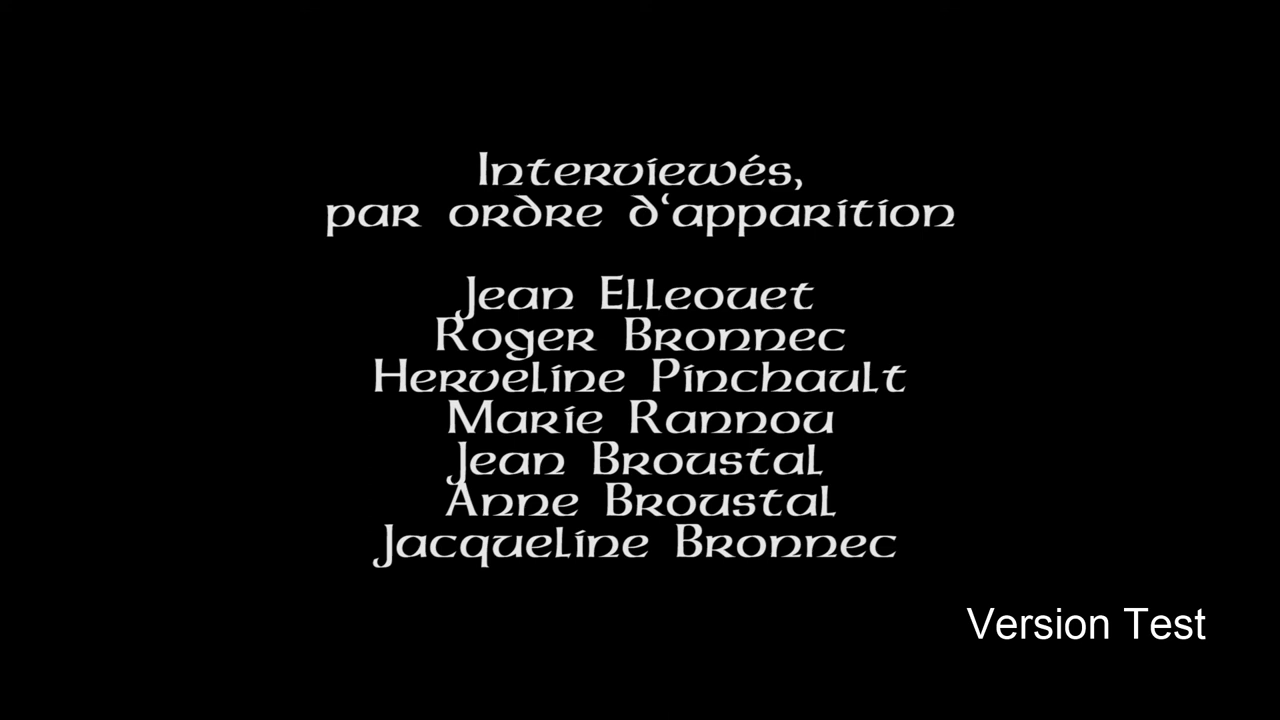 Interviewés,
par ordre d‘apparition
Jean Elleouet
Roger Bronnec
Herveline Pinchault
Marie Rannou
Jean Broustal
Anne Broustal
Jacqueline Bronnec
Version Test